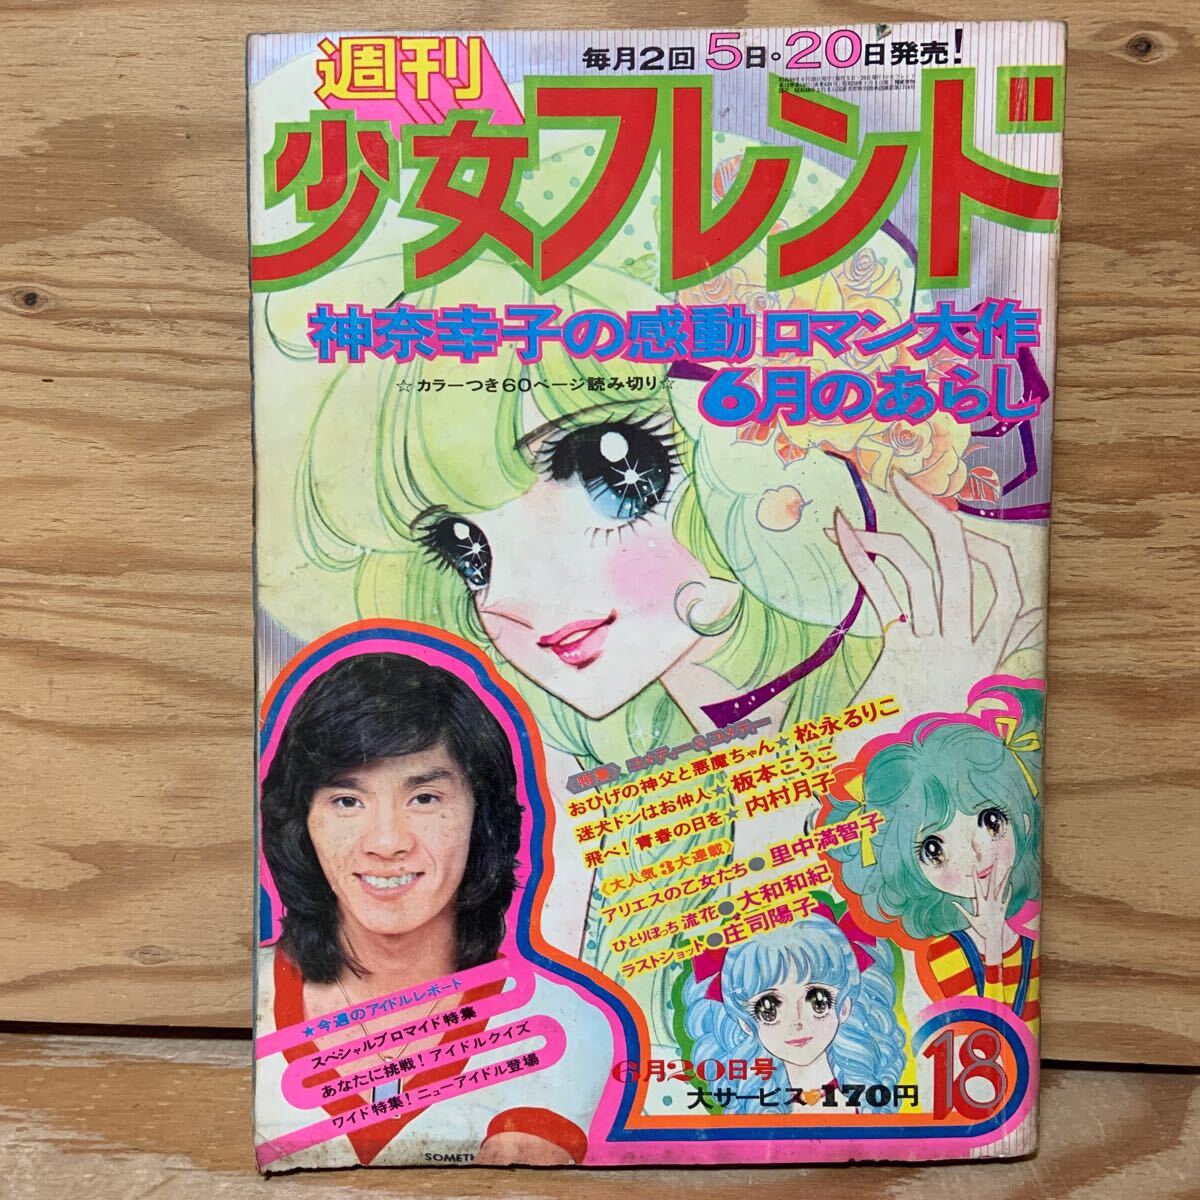 週刊
毎月2回 5日・20日発売!
少女フレンド
神奈幸子の感動ロマン大作
☆カラーつき60ページ読み切り☆
6月のあらし
《特集》コメディー&コメディー
おひげの神父と悪魔ちゃん★松永るりこ
迷犬ドンはお仲人★板本こうこ
飛べ!青春の日を★内村月子
《大人気3大連載》
アリエスの乙女たち●里中満智子
ひとりぼっち流花●大和和紀
ラストショット●庄司陽子
★今週のアイドルレポート
スペシャルブロマイド特集
あなたに挑戦!アイドルクイズ
ワイド特集!ニューアイドル登場
6月20日号
大サービス●170円
18
SOMETH